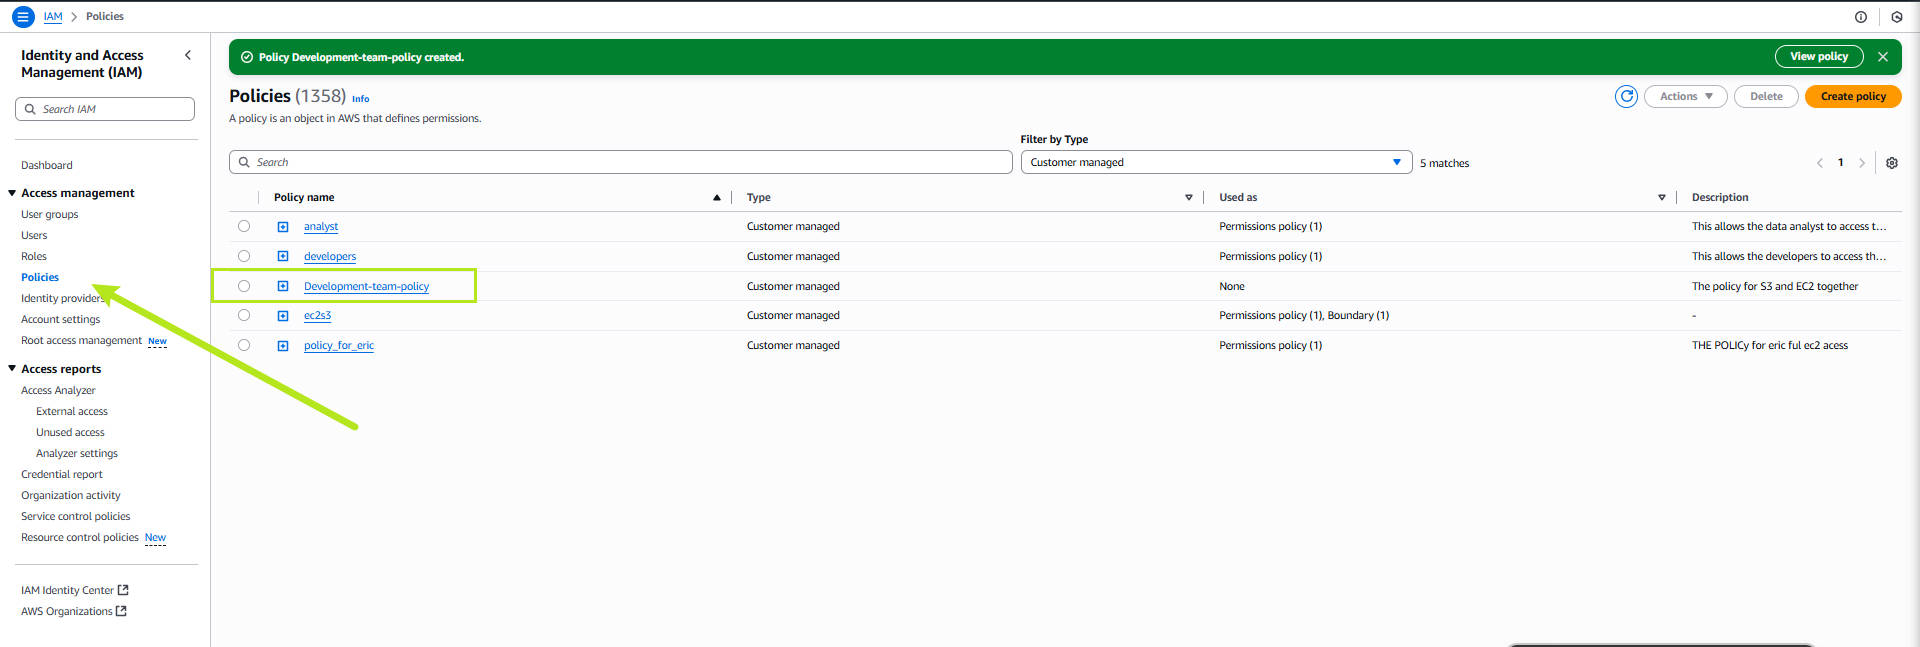 IAM > Policies
Identity and Access
Management (IAM)
Search IAM
Dashboard
Access management
User groups
Users
Roles
Policies
Identity providers
Account settings
Root access management New
Access reports
Access Analyzer
External access
Unused access
Analyzer settings
Credential report
Organization activity
Service control policies
Resource control policies New
IAM Identity Center
AWS Organizations
Policy Development-team-policy created.
View policy
Policies (1358) Info
Actions
Delete
Create policy
A policy is an object in AWS that defines permissions.
Filter by Type
Search
Customer managed
5 matches
1
Policy name Type Used as Description
analyst Customer managed Permissions policy (1) This allows the data analyst to access t...
developers Customer managed Permissions policy (1) This allows the developers to access th...
Development-team-policy Customer managed None The policy for S3 and EC2 together
ec2s3 Customer managed Permissions policy (1), Boundary (1) -
policy_for_eric Customer managed Permissions policy (1) THE POLICy for eric ful ec2 acess